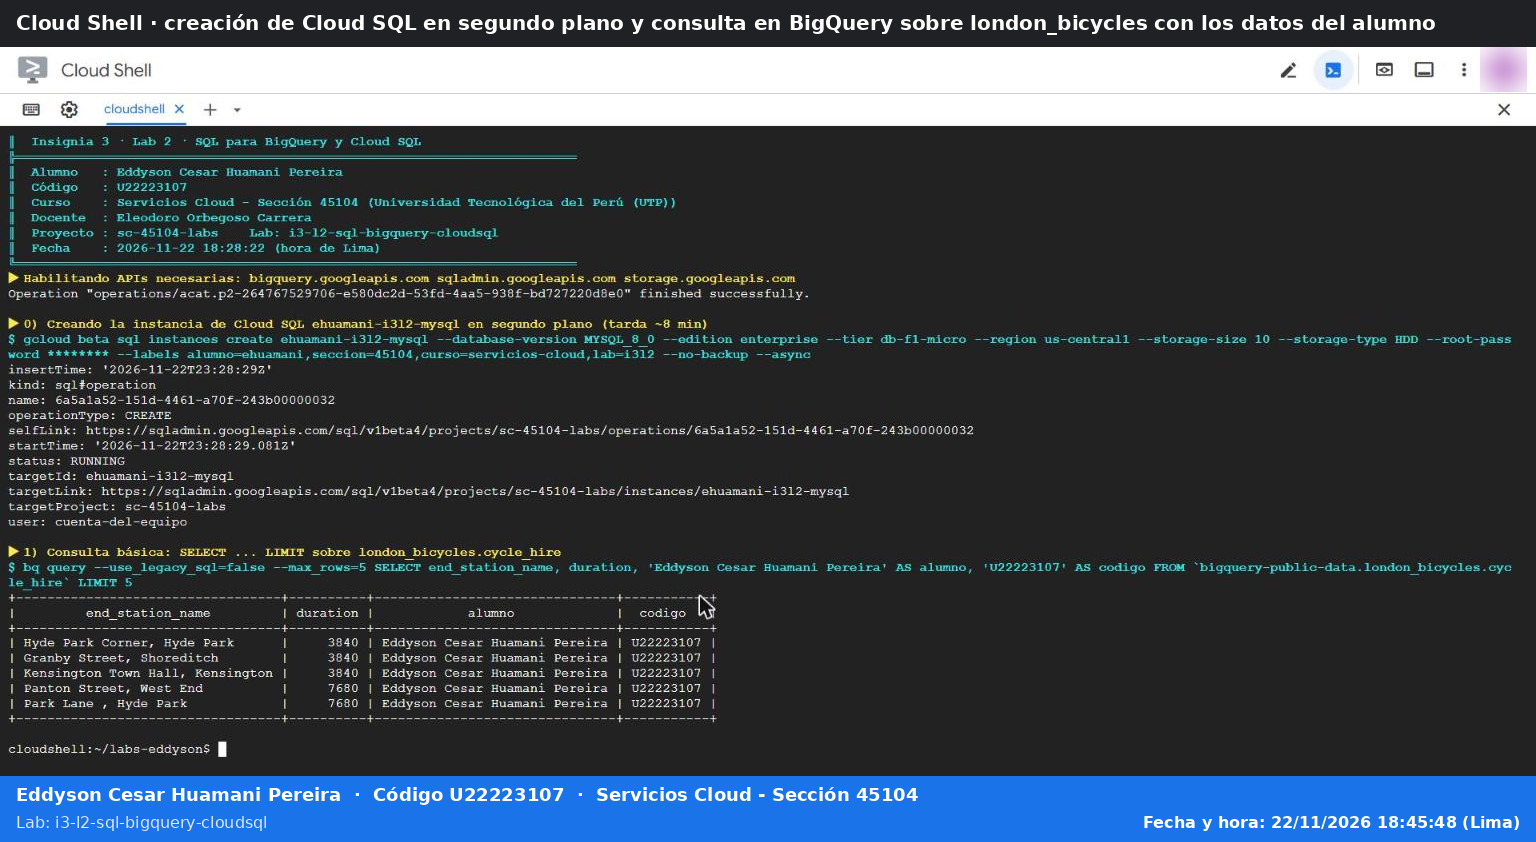 Cloud Shell · creación de Cloud SQL en segundo plano y consulta en BigQuery sobre london_bicycles con los datos del alumno
Cloud Shell
cloudshell
Insignia 3 · Lab 2 · SQL para BigQuery y Cloud SQL
Alumno : Eddyson Cesar Huamani Pereira
Código : U22223107
Curso : Servicios Cloud - Sección 45104 (Universidad Tecnológica del Perú (UTP))
Docente : Eleodoro Orbegoso Carrera
Proyecto : sc-45104-labs Lab: i3-l2-sql-bigquery-cloudsql
Fecha : 2026-11-22 18:28:22 (hora de Lima)
▶ Habilitando APIs necesarias: bigquery.googleapis.com sqladmin.googleapis.com storage.googleapis.com
Operation "operations/acat.p2-264767529706-e580dc2d-53fd-4aa5-938f-bd727220d8e0" finished successfully.
▶ 0) Creando la instancia de Cloud SQL ehuamani-i3l2-mysql en segundo plano (tarda ~8 min)
$ gcloud beta sql instances create ehuamani-i3l2-mysql --database-version MYSQL_8_0 --edition enterprise --tier db-f1-micro --region us-central1 --storage-size 10 --storage-type HDD --root-pass
word ******** --labels alumno=ehuamani,seccion=45104,curso=servicios-cloud,lab=i3l2 --no-backup --async
insertTime: '2026-11-22T23:28:29Z'
kind: sql#operation
name: 6a5a1a52-151d-4461-a70f-243b00000032
operationType: CREATE
selfLink: https://sqladmin.googleapis.com/sql/v1beta4/projects/sc-45104-labs/operations/6a5a1a52-151d-4461-a70f-243b00000032
startTime: '2026-11-22T23:28:29.081Z'
status: RUNNING
targetId: ehuamani-i3l2-mysql
targetLink: https://sqladmin.googleapis.com/sql/v1beta4/projects/sc-45104-labs/instances/ehuamani-i3l2-mysql
targetProject: sc-45104-labs
user: cuenta-del-equipo
▶ 1) Consulta básica: SELECT ... LIMIT sobre london_bicycles.cycle_hire
$ bq query --use_legacy_sql=false --max_rows=5 SELECT end_station_name, duration, 'Eddyson Cesar Huamani Pereira' AS alumno, 'U22223107' AS codigo FROM `bigquery-public-data.london_bicycles.cyc
le_hire` LIMIT 5
| end_station_name | duration | alumno | codigo |
| Hyde Park Corner, Hyde Park | 3840 | Eddyson Cesar Huamani Pereira | U22223107 |
| Granby Street, Shoreditch | 3840 | Eddyson Cesar Huamani Pereira | U22223107 |
| Kensington Town Hall, Kensington | 3840 | Eddyson Cesar Huamani Pereira | U22223107 |
| Panton Street, West End | 7680 | Eddyson Cesar Huamani Pereira | U22223107 |
| Park Lane , Hyde Park | 7680 | Eddyson Cesar Huamani Pereira | U22223107 |
cloudshell:~/labs-eddyson$
Eddyson Cesar Huamani Pereira · Código U22223107 · Servicios Cloud - Sección 45104
Lab: i3-l2-sql-bigquery-cloudsql
Fecha y hora: 22/11/2026 18:45:48 (Lima)